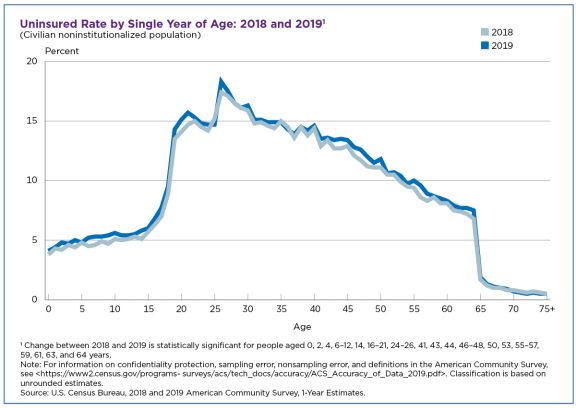 Uninsured Rate by Single Year of Age: 2018 and 2019¹
(Civilian noninstitutionalized population)
2018
2019
Percent
20
15
10
5
0
0 5 10 15 20 25 30 35 40 45 50 55 60 65 70 75+
Age
¹ Change between 2018 and 2019 is statistically significant for people aged 0, 2, 4, 6–12, 14, 16–21, 24–26, 41, 43, 44, 46–48, 50, 53, 55–57,
59, 61, 63, and 64 years.
Note: For information on confidentiality protection, sampling error, nonsampling error, and definitions in the American Community Survey,
see <https://www2.census.gov/programs- surveys/acs/tech_docs/accuracy/ACS_Accuracy_of_Data_2019.pdf>. Classification is based on
unrounded estimates.
Source: U.S. Census Bureau, 2018 and 2019 American Community Survey, 1-Year Estimates.